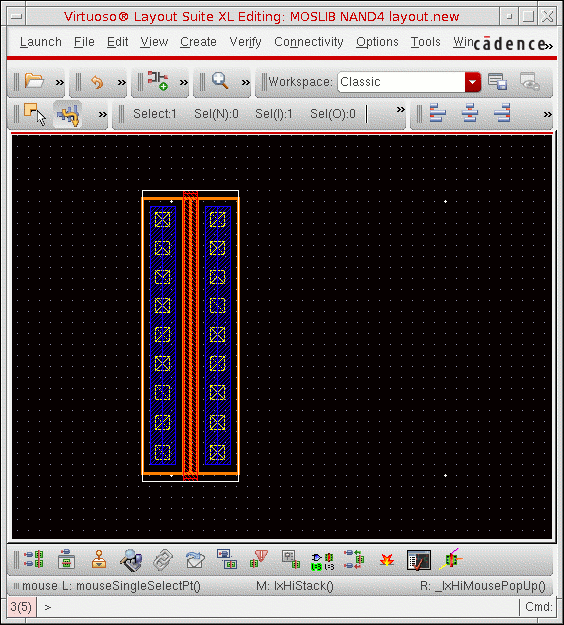 Virtuoso® Layout Suite XL Editing: MOSLIB NAND4 layout.new
Launch File Edit View Create Verify Connectivity Options Tools Win cādence »
» » » » Workspace: Classic »
» Select:1 Sel(N):0 Sel(I):1 Sel(O):0 » »
mouse L: mouseSingleSelectPt() M: lxHiStack() R: _lxHiMousePopUp()
3(5) > Cmd: